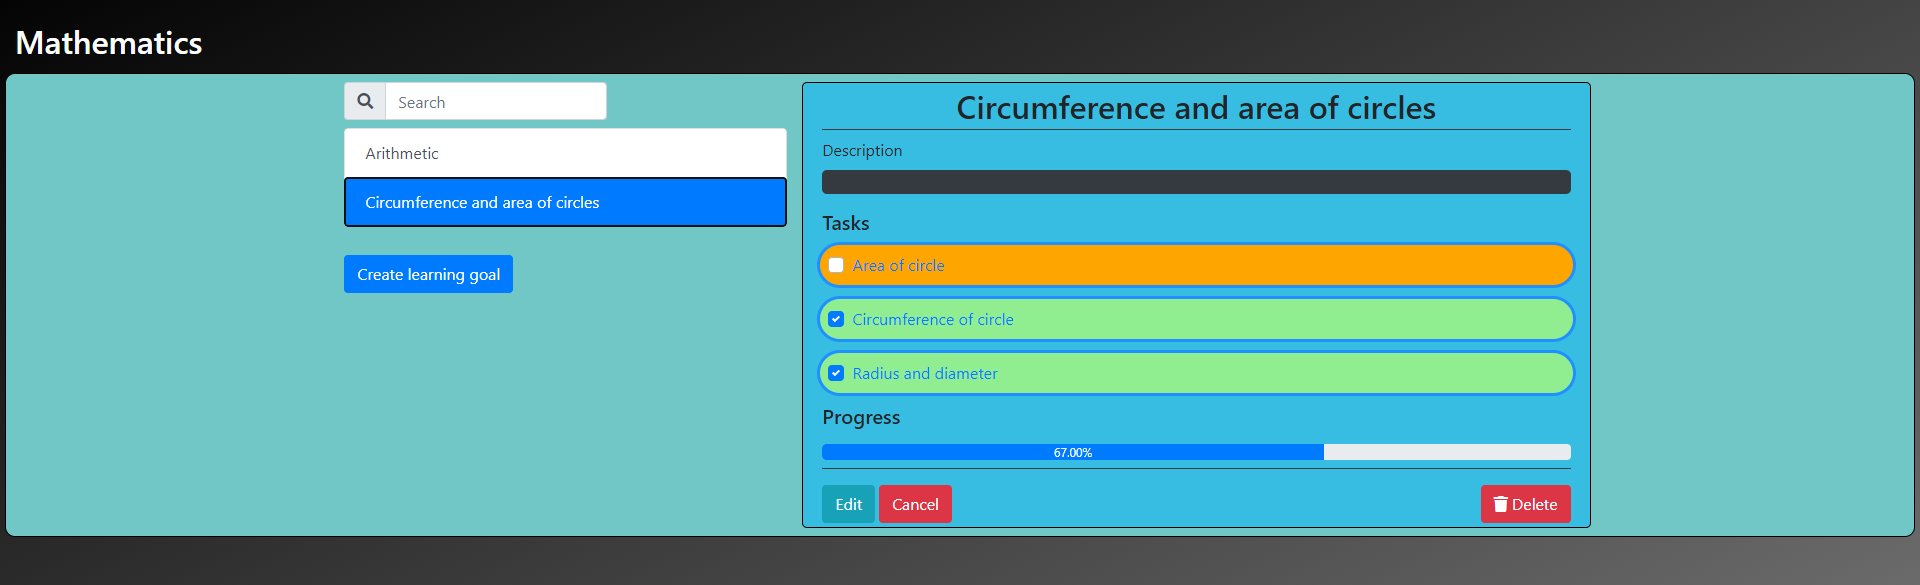 Mathematics
Search
Arithmetic
Circumference and area of circles
Create learning goal
Circumference and area of circles
Description
Tasks
Area of circle
Circumference of circle
Radius and diameter
Progress
67.00%
Edit Cancel Delete